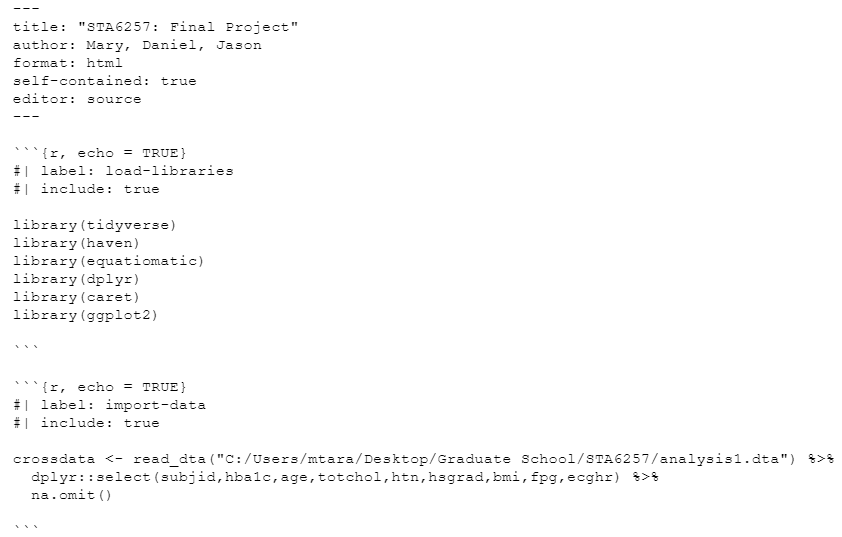 ---
title: "STA6257: Final Project"
author: Mary, Daniel, Jason
format: html
self-contained: true
editor: source
---
```{r, echo = TRUE}
#| label: load-libraries
#| include: true
library(tidyverse)
library(haven)
library(equatiomatic)
library(dplyr)
library(caret)
library(ggplot2)
```
```{r, echo = TRUE}
#| label: import-data
#| include: true
crossdata <- read_dta("C:/Users/mtara/Desktop/Graduate School/STA6257/analysis1.dta") %>%
  dplyr::select(subjid,hba1c,age,totchol,htn,hsgrad,bmi,fpg,ecghr) %>%
  na.omit()
```